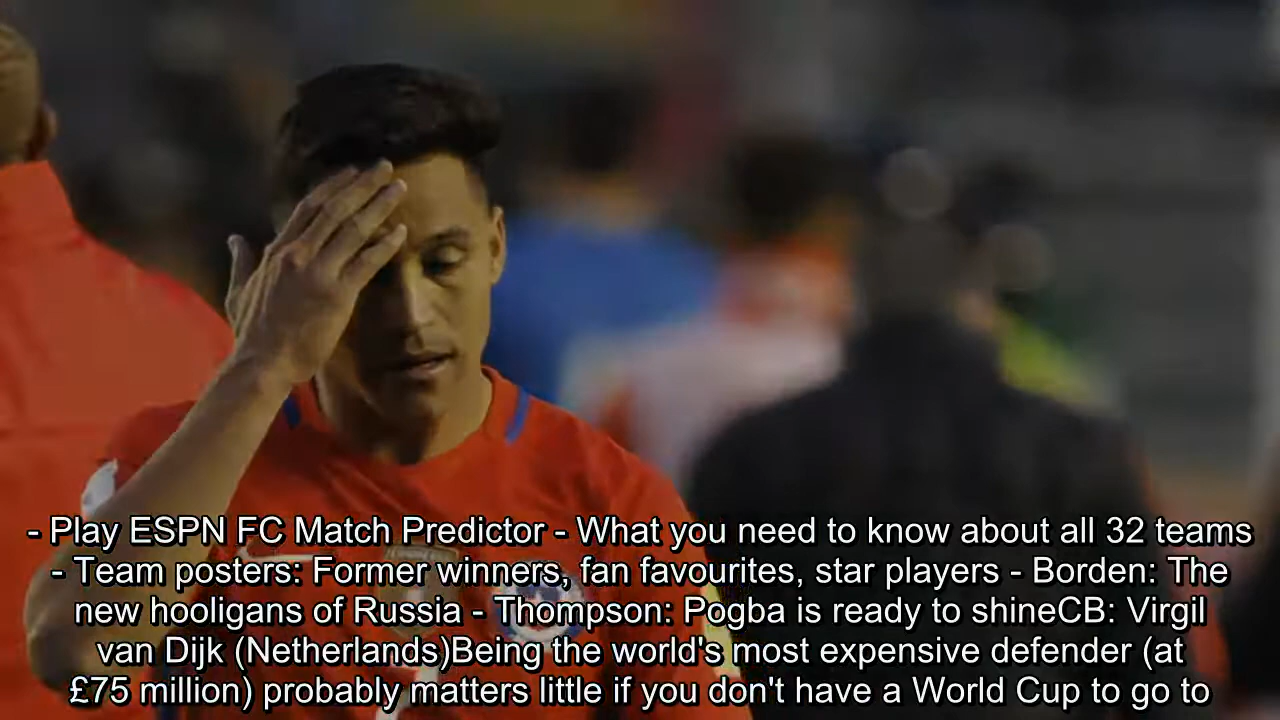 - Play ESPN FC Match Predictor - What you need to know about all 32 teams
- Team posters: Former winners, fan favourites, star players - Borden: The
new hooligans of Russia - Thompson: Pogba is ready to shineCB: Virgil
van Dijk (Netherlands)Being the world's most expensive defender (at
£75 million) probably matters little if you don't have a World Cup to go to